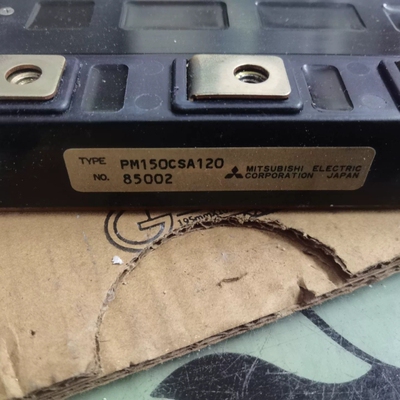 TYPE PM150CSA120
NO. 85002
MITSUBISHI ELECTRIC
CORPORATION JAPAN